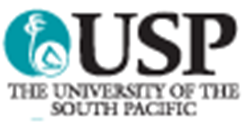 USP
THE UNIVERSITY OF THE
SOUTH PACIFIC